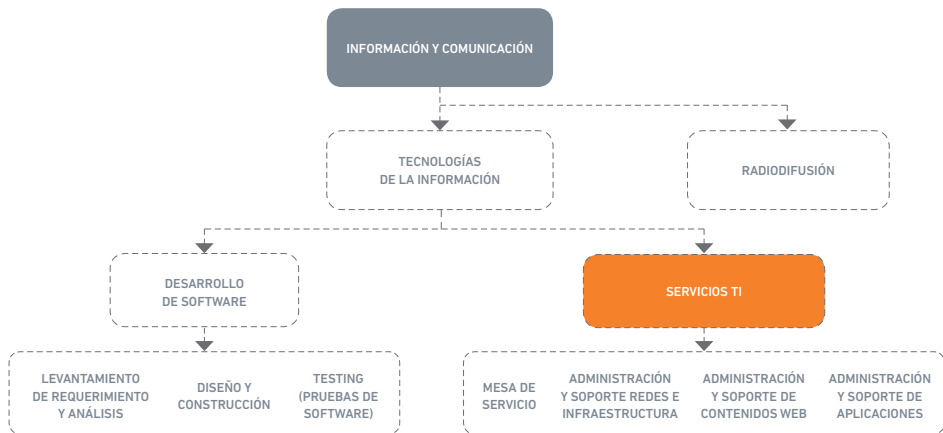 INFORMACIÓN Y COMUNICACIÓN
TECNOLOGÍAS
DE LA INFORMACIÓN
RADIODIFUSIÓN
DESARROLLO
DE SOFTWARE
SERVICIOS TI
LEVANTAMIENTO
DE REQUERIMIENTO
Y ANÁLISIS
DISEÑO Y
CONSTRUCCIÓN
TESTING
(PRUEBAS DE
SOFTWARE)
MESA DE
SERVICIO
ADMINISTRACIÓN
Y SOPORTE REDES E
INFRAESTRUCTURA
ADMINISTRACIÓN
Y SOPORTE DE
CONTENIDOS WEB
ADMINISTRACIÓN
Y SOPORTE DE
APLICACIONES